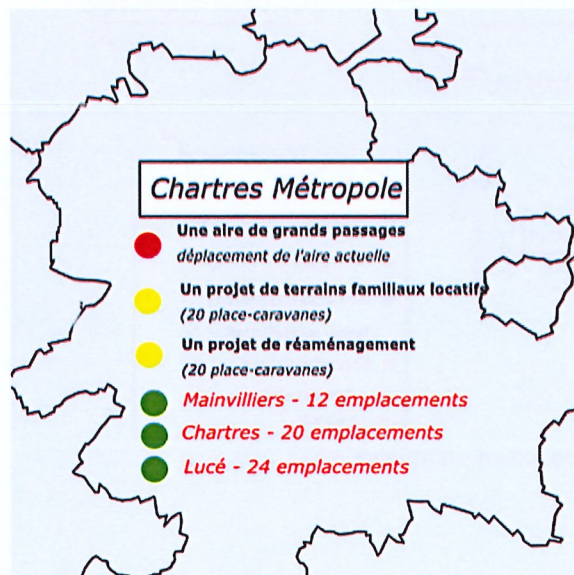 Chartres Métropole
Une aire de grands passages
déplacement de l'aire actuelle
Un projet de terrains familiaux locatifs
(20 place-caravanes)
Un projet de réaménagement
(20 place-caravanes)
Mainvilliers - 12 emplacements
Chartres - 20 emplacements
Lucé - 24 emplacements